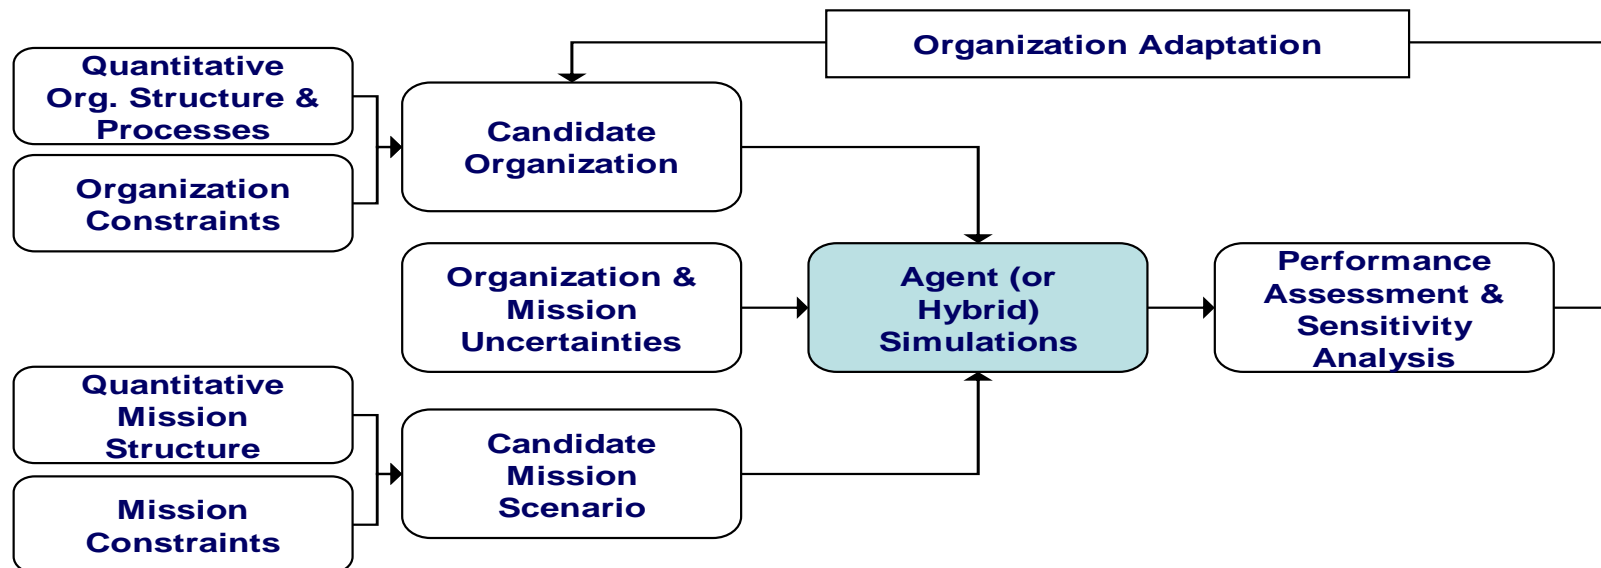 Organization Adaptation
Quantitative
Org. Structure &
Processes
Candidate
Organization
Organization
Constraints
Organization &
Mission
Uncertainties
Agent (or
Hybrid)
Simulations
Performance
Assessment &
Sensitivity
Analysis
Quantitative
Mission
Structure
Candidate
Mission
Scenario
Mission
Constraints